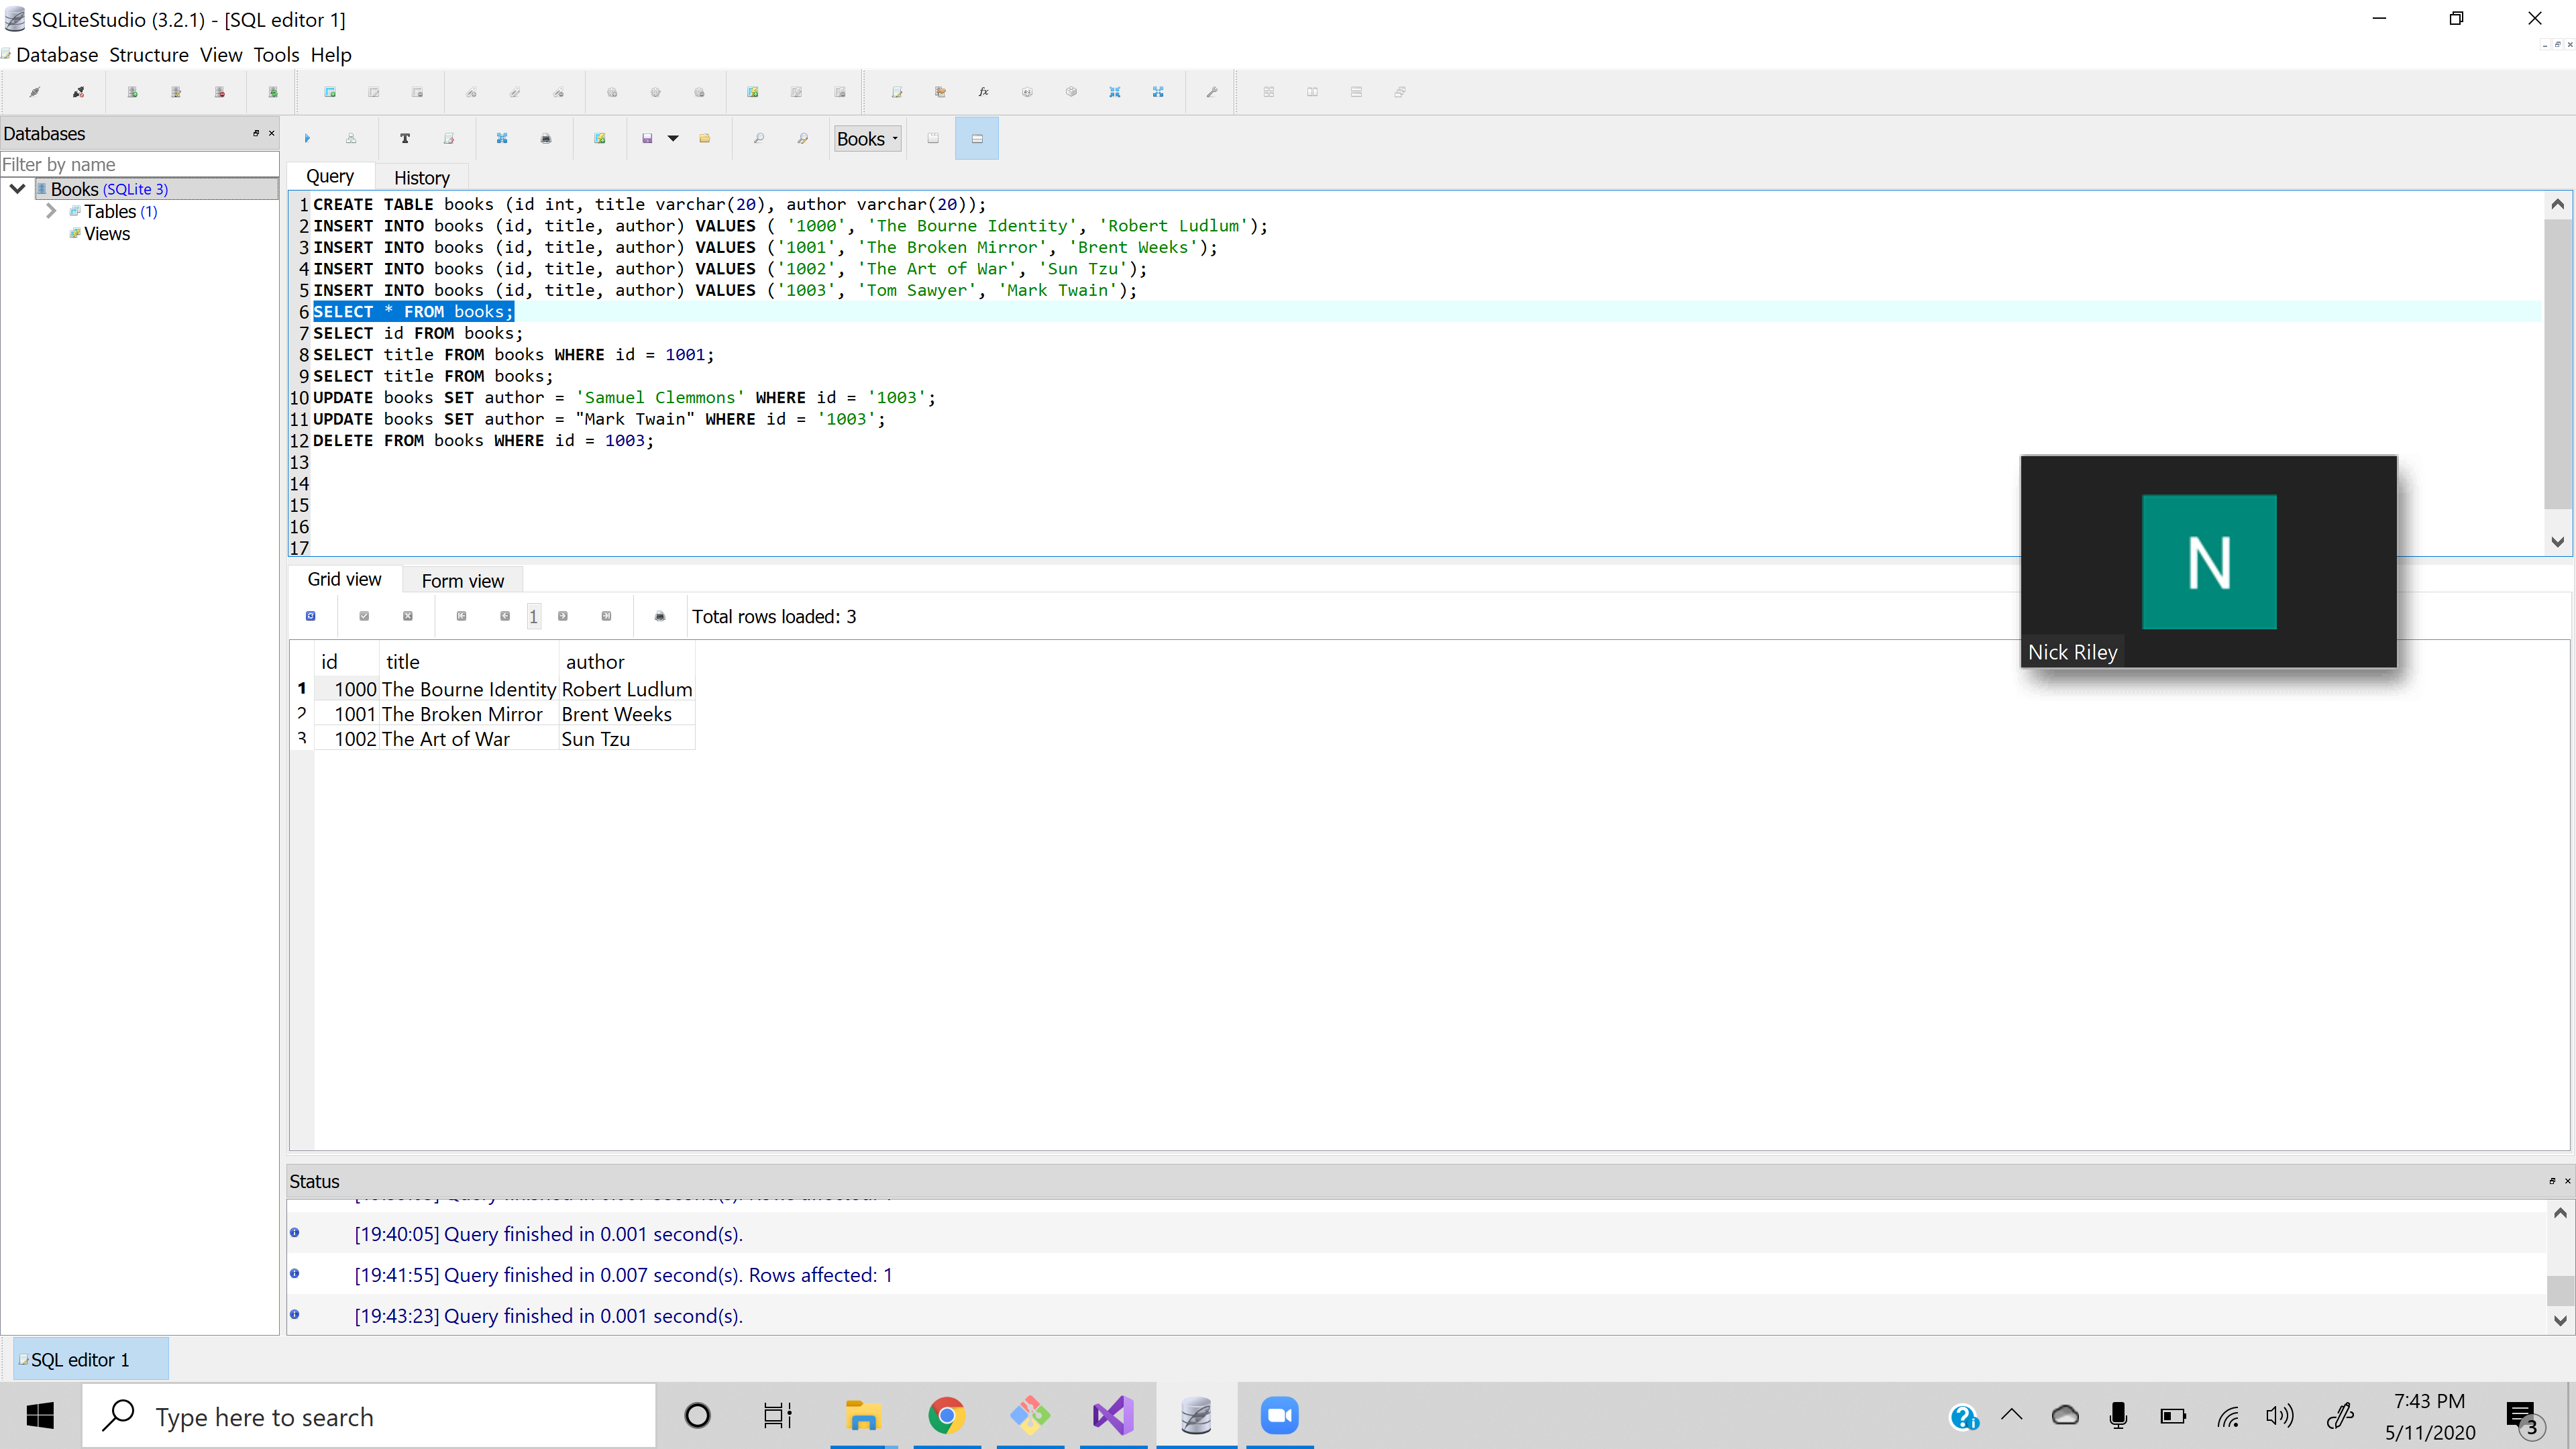 SQLiteStudio (3.2.1) - [SQL editor 1]
Database Structure View Tools Help
Databases
Books
Filter by name
Books (SQLite 3)
Tables (1)
Views
Query History
1 CREATE TABLE books (id int, title varchar(20), author varchar(20));
2 INSERT INTO books (id, title, author) VALUES ( '1000', 'The Bourne Identity', 'Robert Ludlum');
3 INSERT INTO books (id, title, author) VALUES ('1001', 'The Broken Mirror', 'Brent Weeks');
4 INSERT INTO books (id, title, author) VALUES ('1002', 'The Art of War', 'Sun Tzu');
5 INSERT INTO books (id, title, author) VALUES ('1003', 'Tom Sawyer', 'Mark Twain');
6 SELECT * FROM books;
7 SELECT id FROM books;
8 SELECT title FROM books WHERE id = 1001;
9 SELECT title FROM books;
10 UPDATE books SET author = 'Samuel Clemmons' WHERE id = '1003';
11 UPDATE books SET author = "Mark Twain" WHERE id = '1003';
12 DELETE FROM books WHERE id = 1003;
13
14
15
16
17
N
Nick Riley
Grid view Form view
1 Total rows loaded: 3
id title author
1 1000 The Bourne Identity Robert Ludlum
2 1001 The Broken Mirror Brent Weeks
3 1002 The Art of War Sun Tzu
Status
[19:40:05] Query finished in 0.001 second(s).
[19:41:55] Query finished in 0.007 second(s). Rows affected: 1
[19:43:23] Query finished in 0.001 second(s).
SQL editor 1
Type here to search
7:43 PM
5/11/2020
3